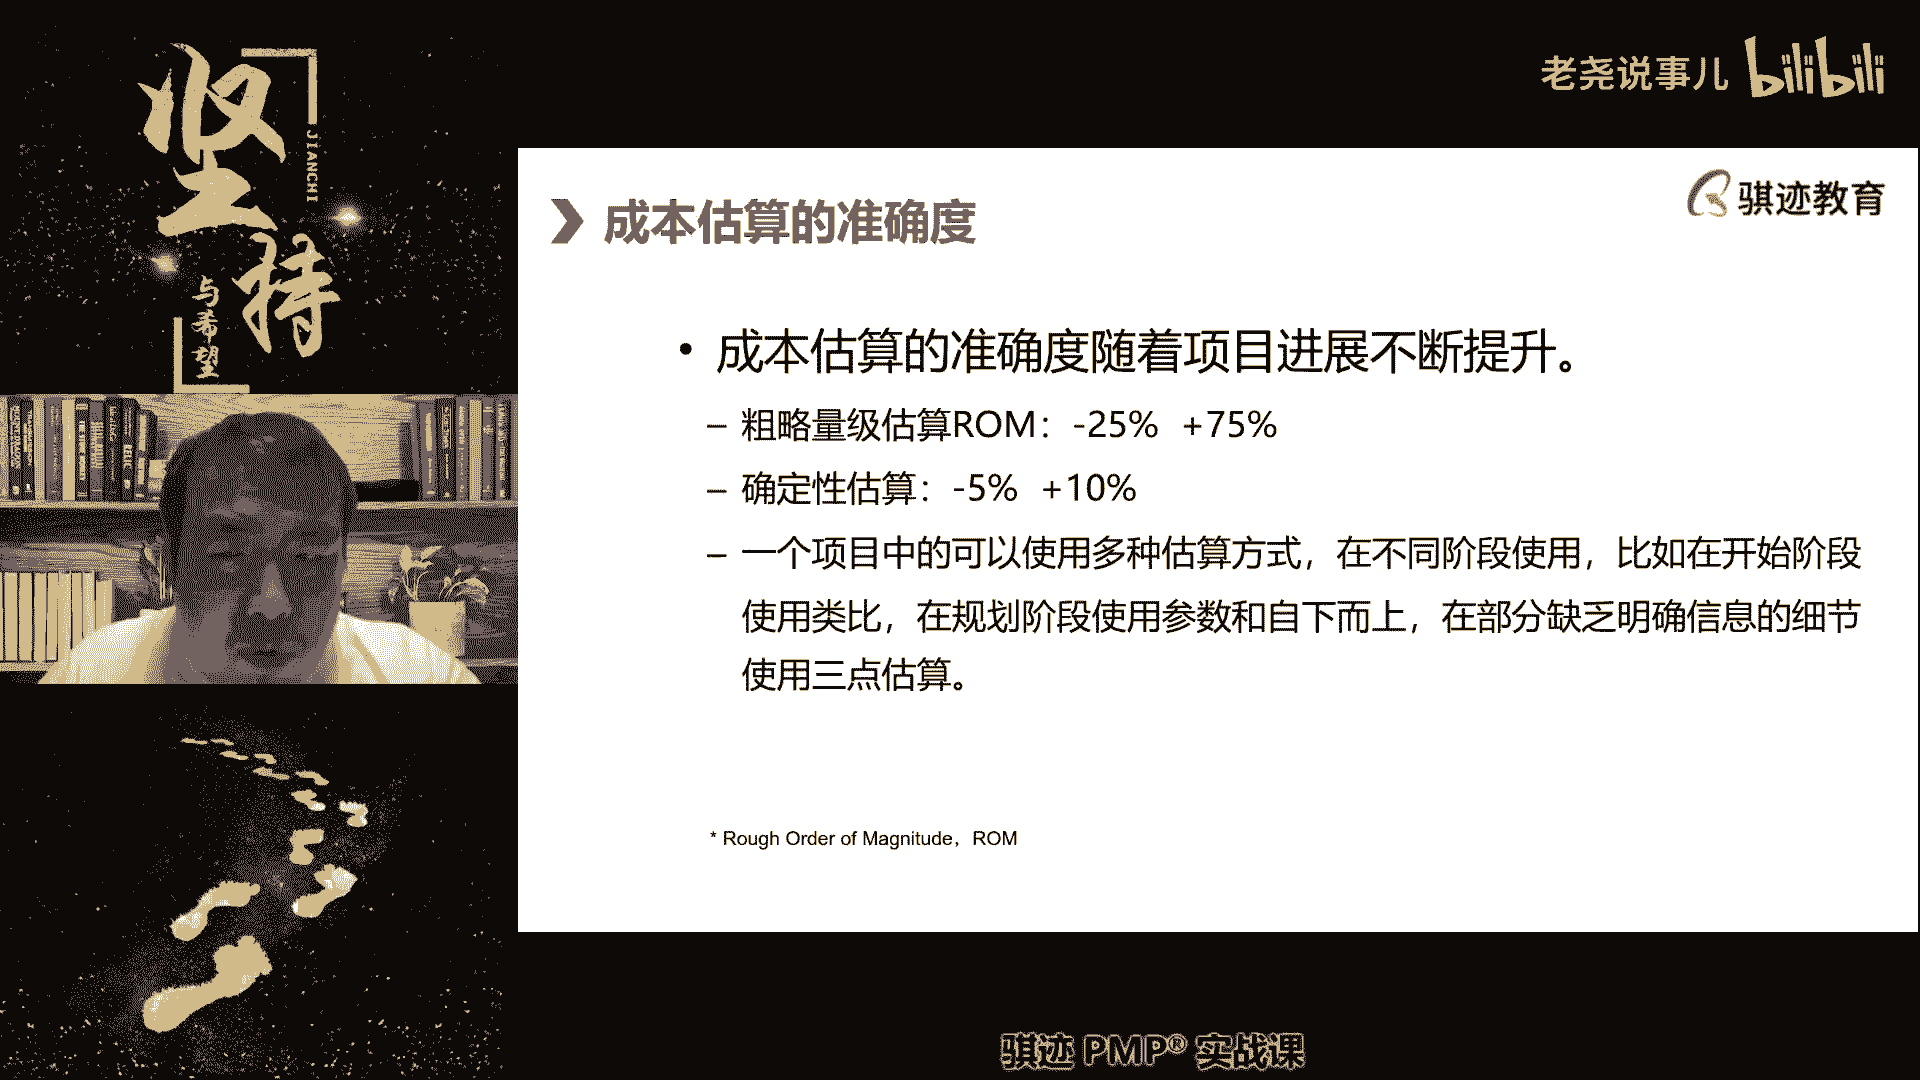 坚持
JIANCHI
与希望
老尧说事儿 bilibili
骐迹教育
成本估算的准确度
• 成本估算的准确度随着项目进展不断提升。
– 粗略量级估算ROM：-25% +75%
– 确定性估算：-5% +10%
– 一个项目中的可以使用多种估算方式，在不同阶段使用，比如在开始阶段
使用类比，在规划阶段使用参数和自下而上，在部分缺乏明确信息的细节
使用三点估算。
* Rough Order of Magnitude，ROM
骐迹 PMP® 实战课